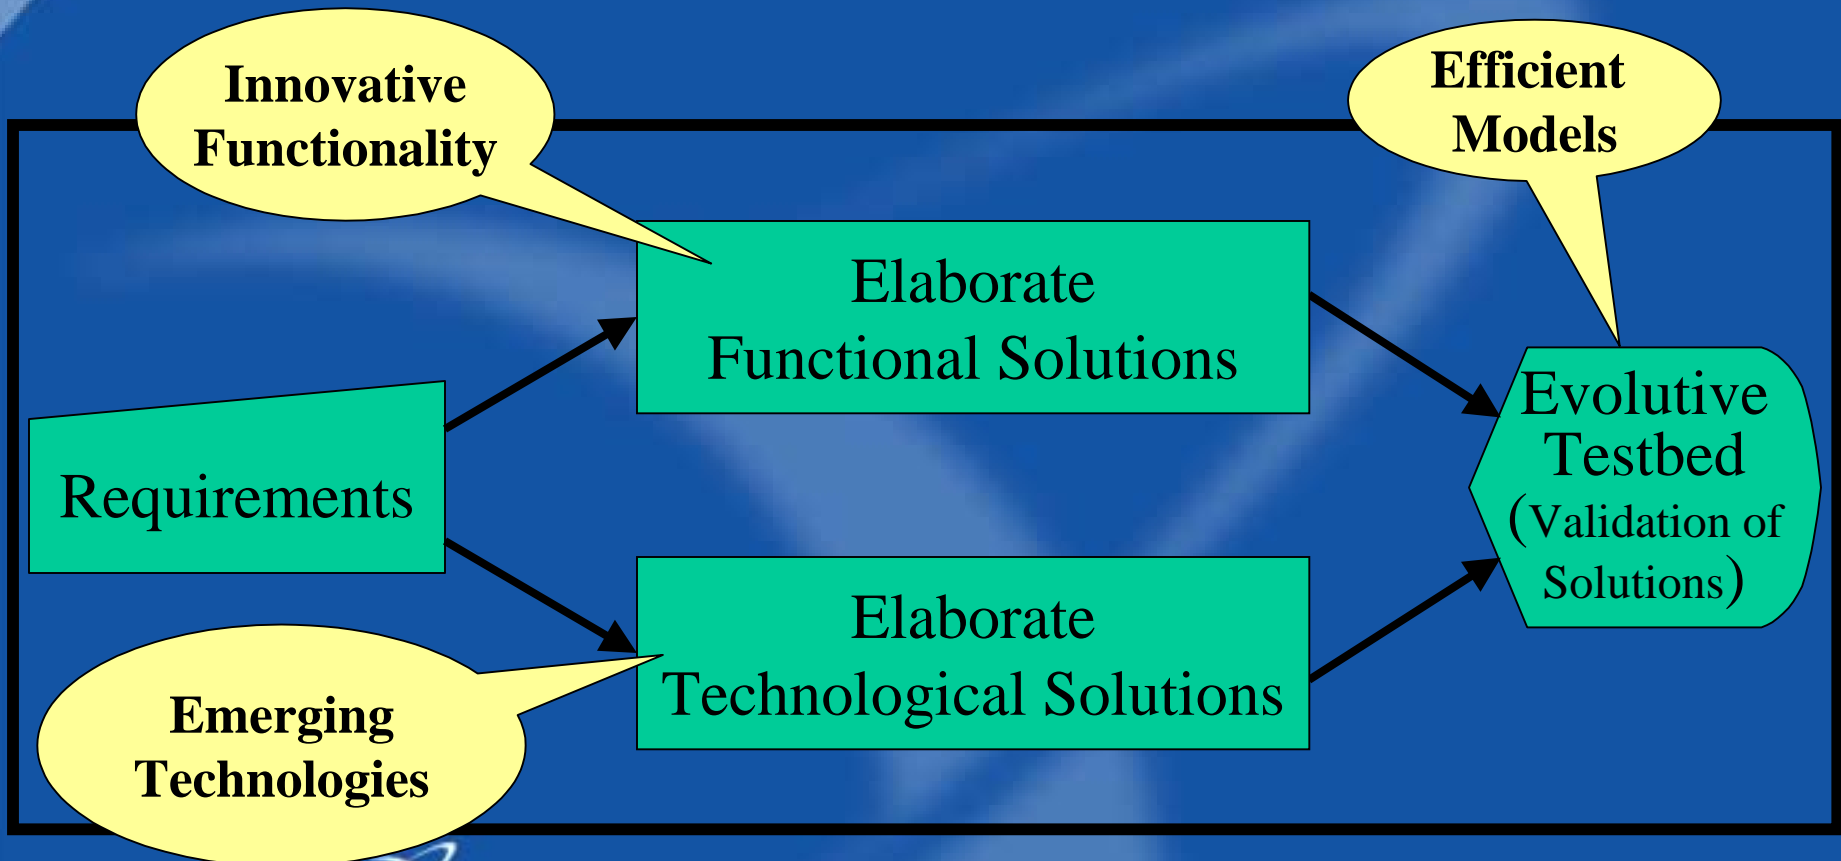 Innovative
Functionality
Efficient
Models
Elaborate
Functional Solutions
Requirements
Evolutive
Testbed
(Validation of
Solutions)
Elaborate
Technological Solutions
Emerging
Technologies